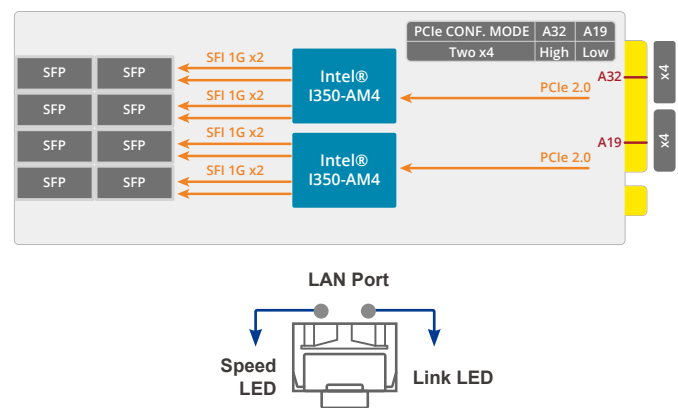 PCIe CONF. MODE A32 A19
Two x4 High Low
SFI 1G x2
SFP SFP
Intel®
I350-AM4
A32
x4
PCIe 2.0
SFI 1G x2
SFP SFP
SFI 1G x2
SFP SFP
Intel®
I350-AM4
A19
x4
PCIe 2.0
SFI 1G x2
SFP SFP
LAN Port
Speed
LED
Link LED